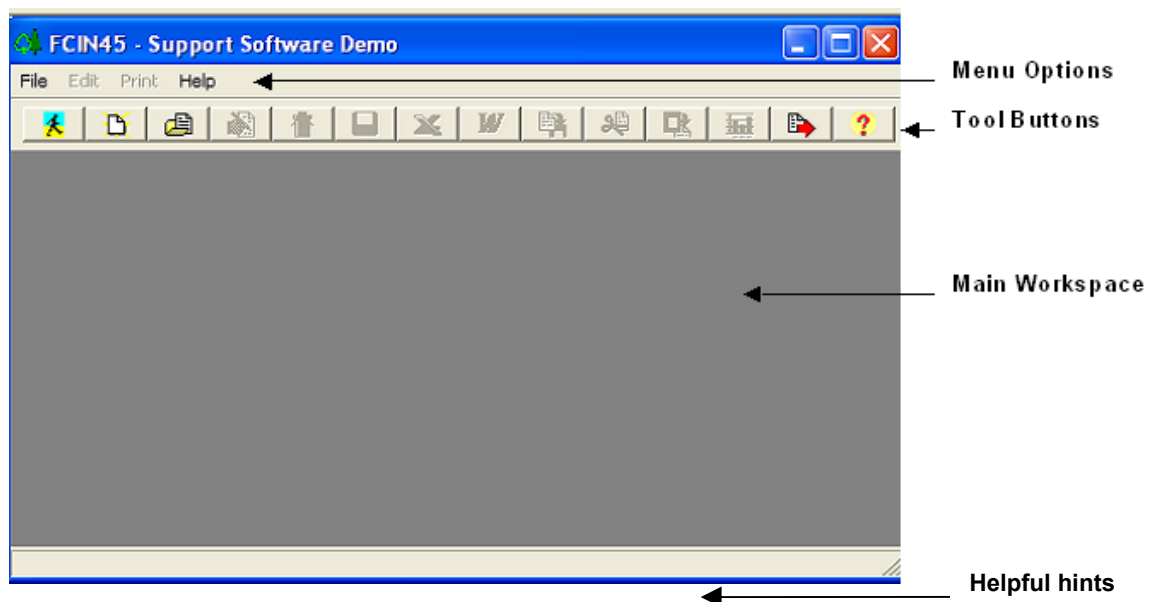 FCIN45 - Support Software Demo
File Edit Print Help
Menu Options
Tool Buttons
Main Workspace
Helpful hints